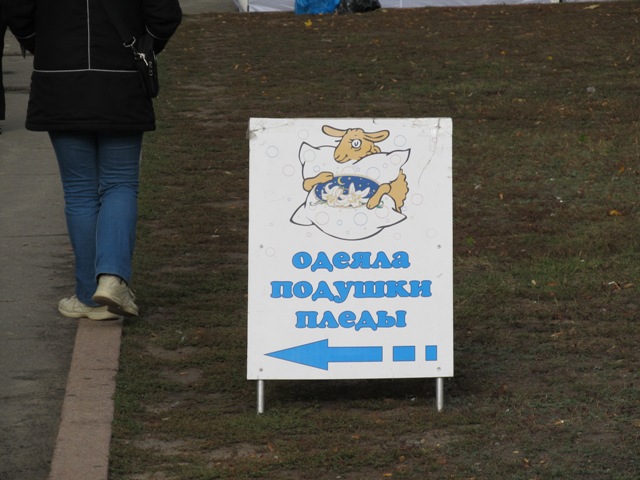 одеяла
подушки
пледы